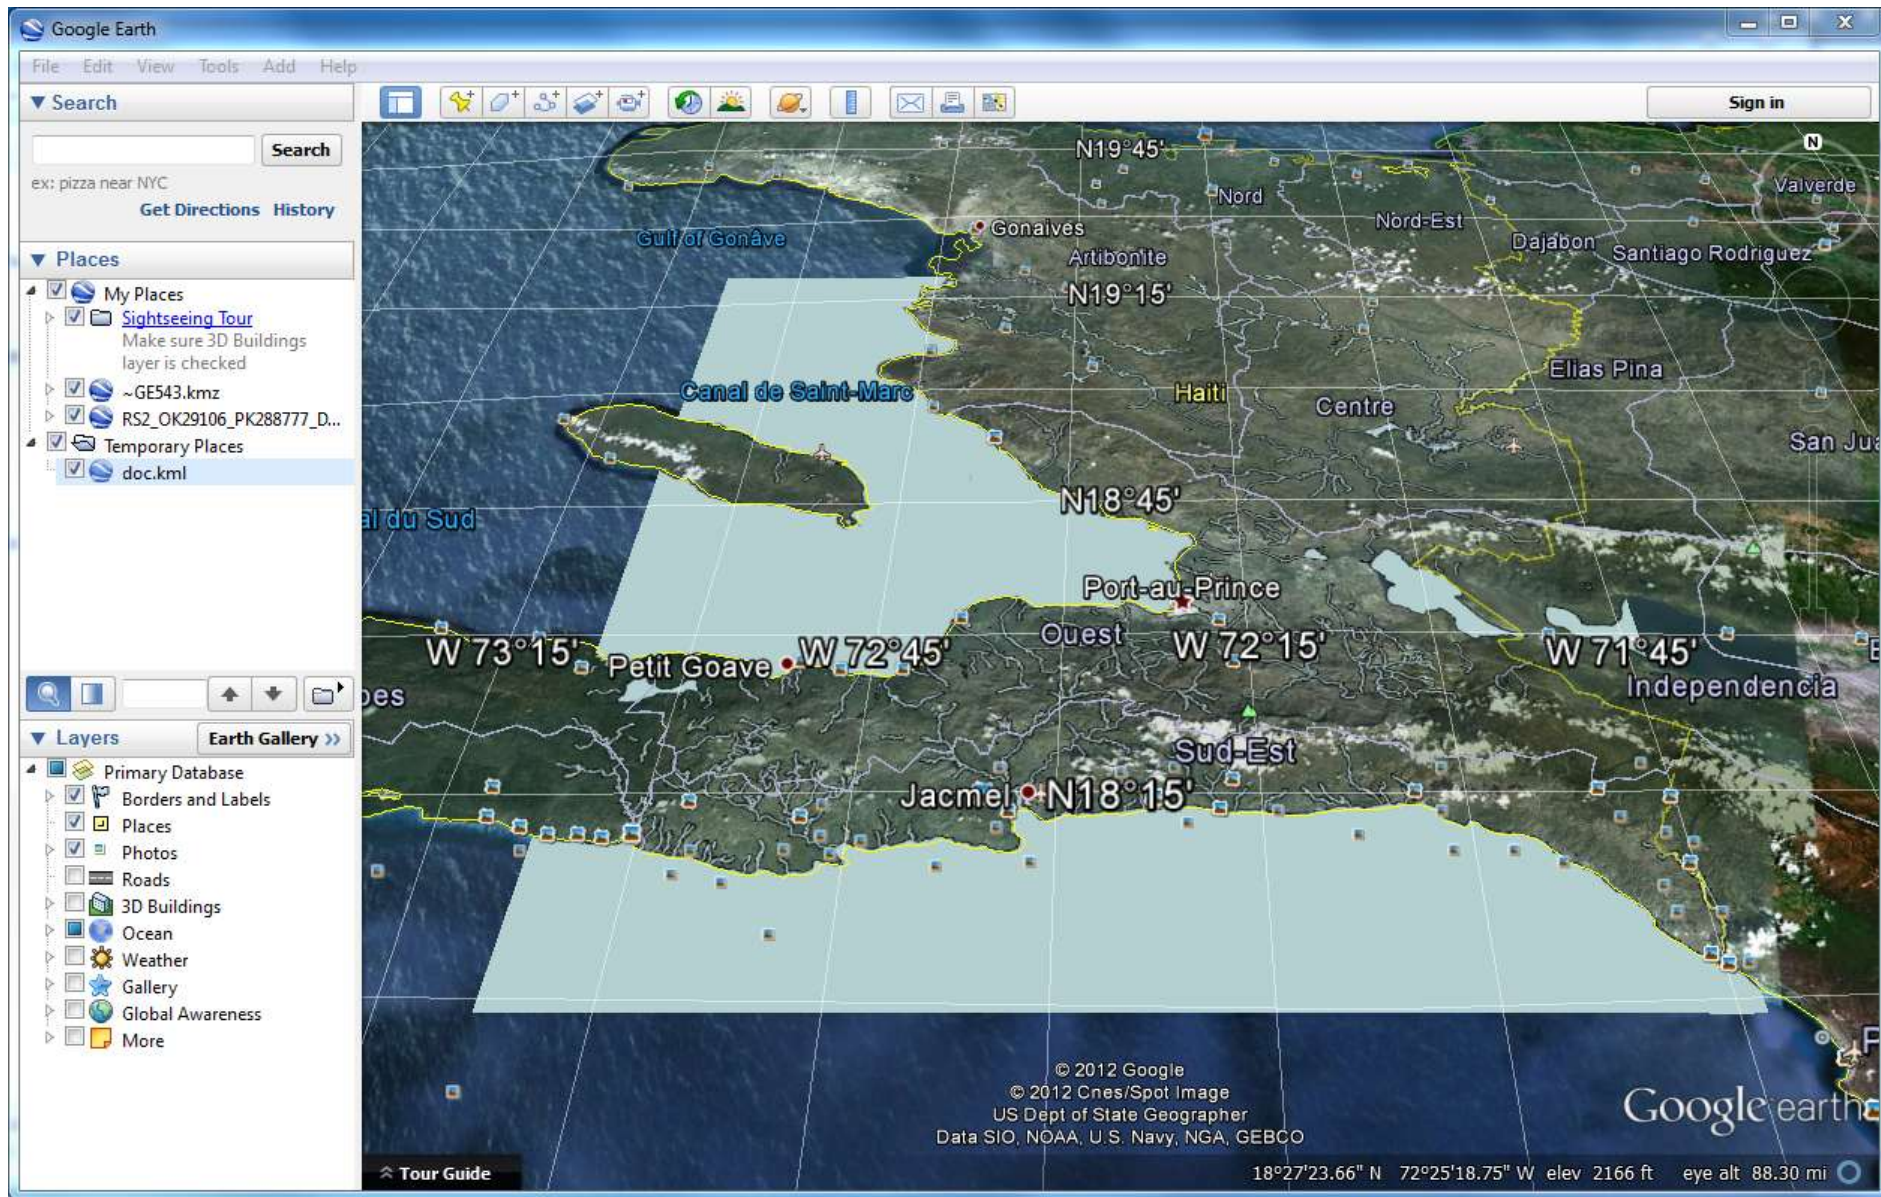 Google Earth
File Edit View Tools Add Help
Search
Search
ex: pizza near NYC
Get Directions History
Places
My Places
Sightseeing Tour
Make sure 3D Buildings
layer is checked
~GE543.kmz
RS2_OK29106_PK288777_D...
Temporary Places
doc.kml
Layers
Earth Gallery >>
Primary Database
Borders and Labels
Places
Photos
Roads
3D Buildings
Ocean
Weather
Gallery
Global Awareness
More
Sign in
N
N19°45'
Nord
Valverde
Gonaives
Nord-Est
Gulf of Gonâve
Artibonite
Dajabon
Santiago Rodriguez
N19°15'
Elias Pina
Canal de Saint-Marc
Haiti
Centre
San Jua
N18°45'
al du Sud
Port-au-Prince
Ouest
W 73°15'
Petit Goave
W 72°45'
W 72°15'
W 71°45'
Independencia
pes
Sud-Est
Jacmel
N18°15'
© 2012 Google
© 2012 Cnes/Spot Image
US Dept of State Geographer
Data SIO, NOAA, U.S. Navy, NGA, GEBCO
Google earth
Tour Guide
18°27'23.66" N 72°25'18.75" W elev 2166 ft eye alt 88.30 mi